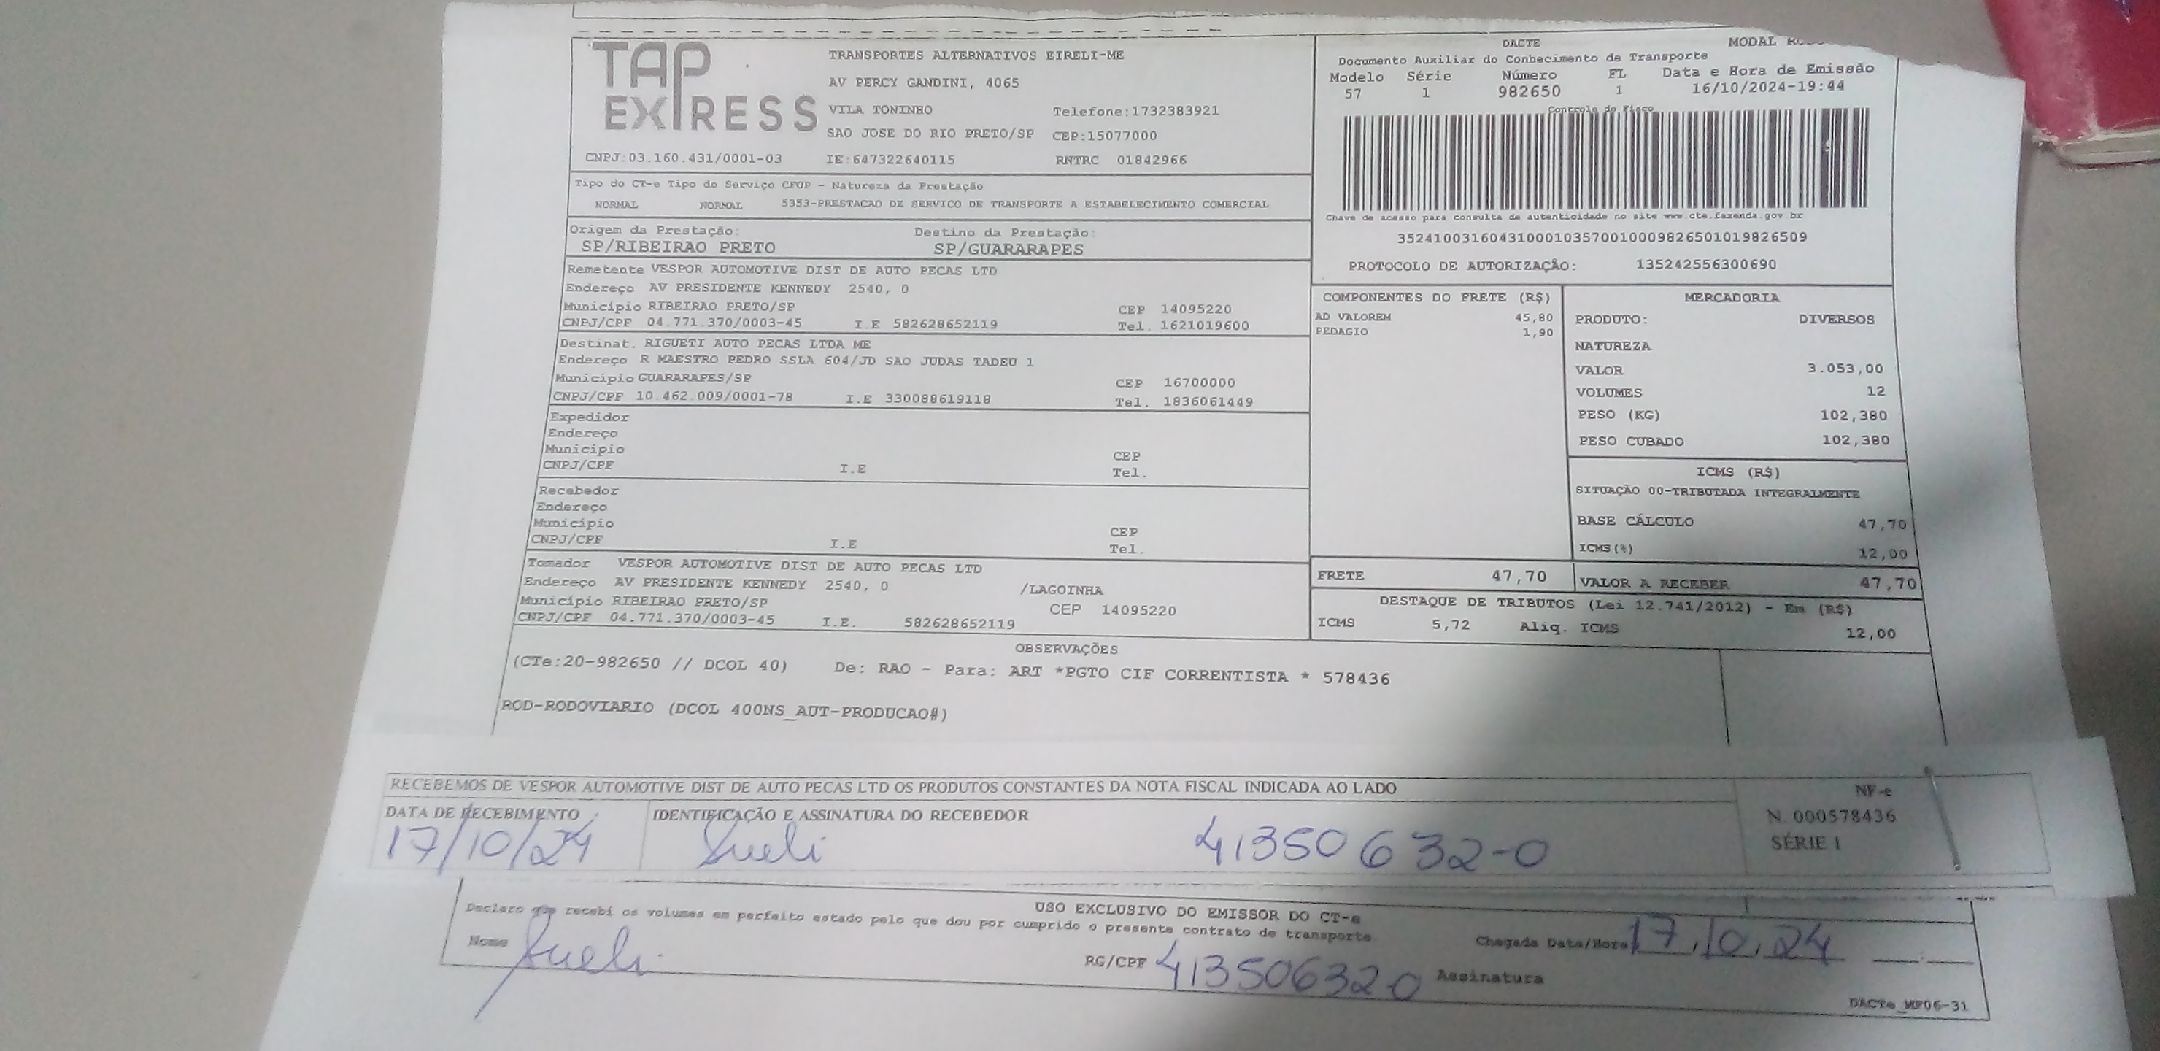 TAP EXPRESS
TRANSPORTES ALTERNATIVOS EIRELI-ME
AV PERCY GANDINI, 4065
VILA TONINHO Telefone:1732383921
SAO JOSE DO RIO PRETO/SP CEP:15077000
CNPJ:03.160.431/0001-03 IE:647322640115 RNTRC 01842966
Tipo do CT-e Tipo do Serviço CFOP - Natureza da Prestação
NORMAL NORMAL 5353-PRESTACAO DE SERVICO DE TRANSPORTE A ESTABELECIMENTO COMERCIAL
Origem da Prestação: Destino da Prestação:
SP/RIBEIRAO PRETO SP/GUARARAPES
Remetente VESPOR AUTOMOTIVE DIST DE AUTO PECAS LTD
Endereço AV PRESIDENTE KENNEDY 2540, 0
Município RIBEIRAO PRETO/SP CEP 14095220
CNPJ/CPF 04.771.370/0003-45 I.E 582628652119 Tel. 1621019600
Destinat. RIGUETI AUTO PECAS LTDA ME
Endereço R MAESTRO PEDRO SSLA 604/JD SAO JUDAS TADEU 1
Município GUARARAPES/SP CEP 16700000
CNPJ/CPF 10.462.009/0001-78 I.E 330088619118 Tel. 1836061449
Expedidor
Endereço
Município CEP
CNPJ/CPF I.E Tel.
Recebedor
Endereço
Município CEP
CNPJ/CPF I.E Tel.
Tomador VESPOR AUTOMOTIVE DIST DE AUTO PECAS LTD
Endereço AV PRESIDENTE KENNEDY 2540, 0 /LAGOINHA
Município RIBEIRAO PRETO/SP CEP 14095220
CNPJ/CPF 04.771.370/0003-45 I.E. 582628652119
DACTE MODAL
Documento Auxiliar do Conhecimento de Transporte
Modelo Série Número FL Data e Hora de Emissão
57 1 982650 1 16/10/2024-19:44
Controle do Fisco
Chave de acesso para consulta de autenticidade no site www.cte.fazenda.gov.br
35241003160431000103570010009826501019826509
PROTOCOLO DE AUTORIZAÇÃO: 135242556300690
COMPONENTES DO FRETE (R$)
AD VALOREM 45,80
PEDAGIO 1,90
MERCADORIA
PRODUTO: DIVERSOS
NATUREZA
VALOR 3.053,00
VOLUMES 12
PESO (KG) 102,380
PESO CUBADO 102,380
ICMS (R$)
SITUAÇÃO 00-TRIBUTADA INTEGRALMENTE
BASE CÁLCULO 47,70
ICMS(%) 12,00
FRETE 47,70 VALOR A RECEBER 47,70
DESTAQUE DE TRIBUTOS (Lei 12.741/2012) - Em (R$)
ICMS 5,72 Aliq. ICMS 12,00
OBSERVAÇÕES
(CTe:20-982650 // DCOL 40) De: RAO - Para: ART *PGTO CIF CORRENTISTA * 578436
ROD-RODOVIARIO (DCOL 400NS_AUT-PRODUCAO#)
RECEBEMOS DE VESPOR AUTOMOTIVE DIST DE AUTO PECAS LTD OS PRODUTOS CONSTANTES DA NOTA FISCAL INDICADA AO LADO
DATA DE RECEBIMENTO IDENTIFICAÇÃO E ASSINATURA DO RECEBEDOR
17/10/24 Sueli 41350632-0
NF-e
N. 000578436
SÉRIE 1
USO EXCLUSIVO DO EMISSOR DO CT-e
Declaro que recebi os volumes em perfeito estado pelo que dou por cumprido o presente contrato de transporte
Nome Sueli RG/CPF 41350632-0 Assinatura Chegada Data/Hora 17.10.24
DACTe_MF06-31